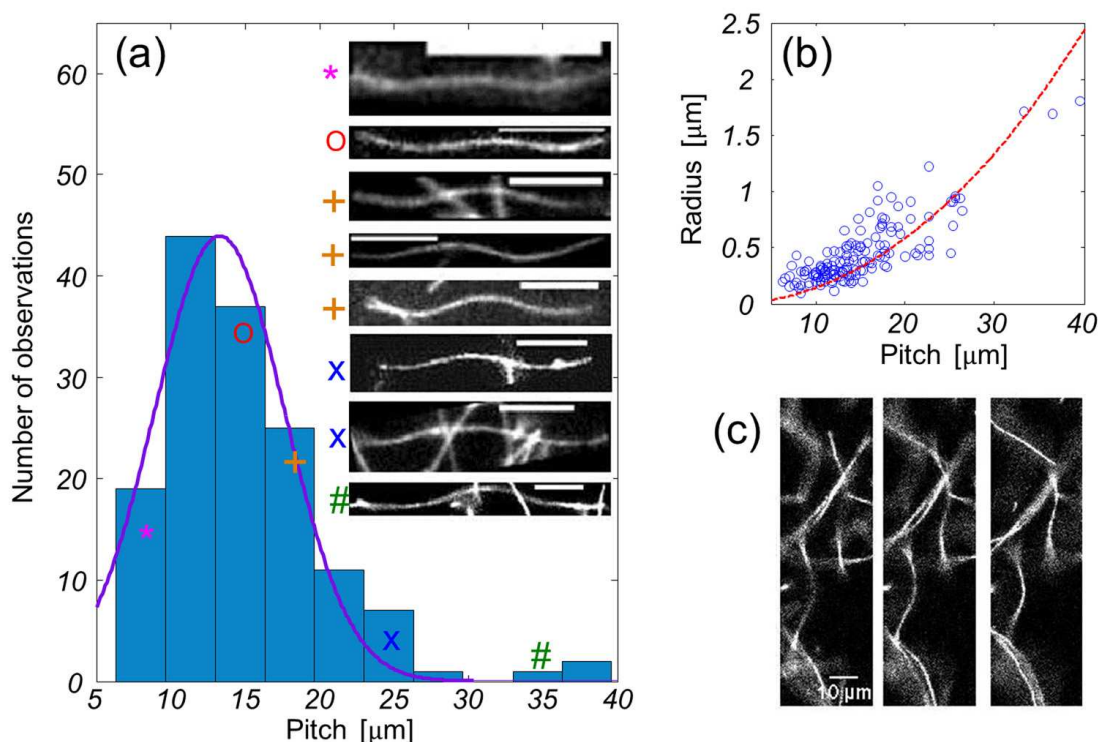 (a)
Number of observations
60
50
40
30
20
10
0
5 10 15 20 25 30 35 40
Pitch [μm]
*
O
+
+
+
x
x
#
*
O
+
x
#
(b)
Radius [μm]
2.5
2
1.5
1
0.5
0
10 20 30 40
Pitch [μm]
(c)
10 μm